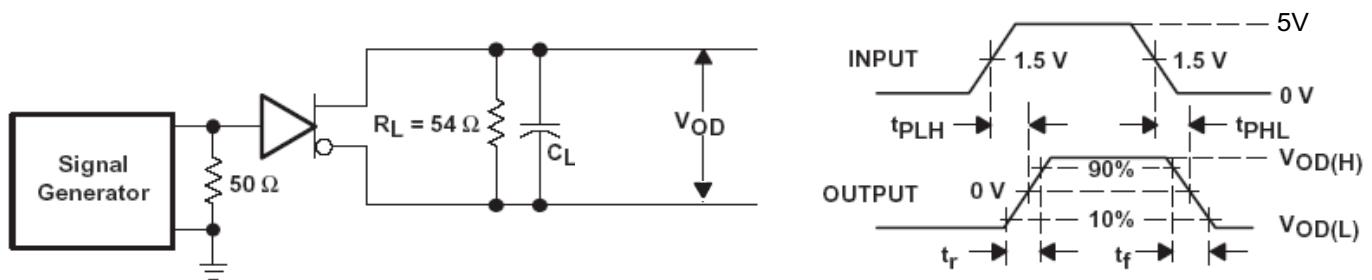 Signal
Generator
50 Ω
R_L = 54 Ω
C_L
V_OD
INPUT
1.5 V
1.5 V
5V
0 V
t_PLH
t_PHL
OUTPUT
0 V
90%
10%
V_OD(H)
V_OD(L)
t_r
t_f